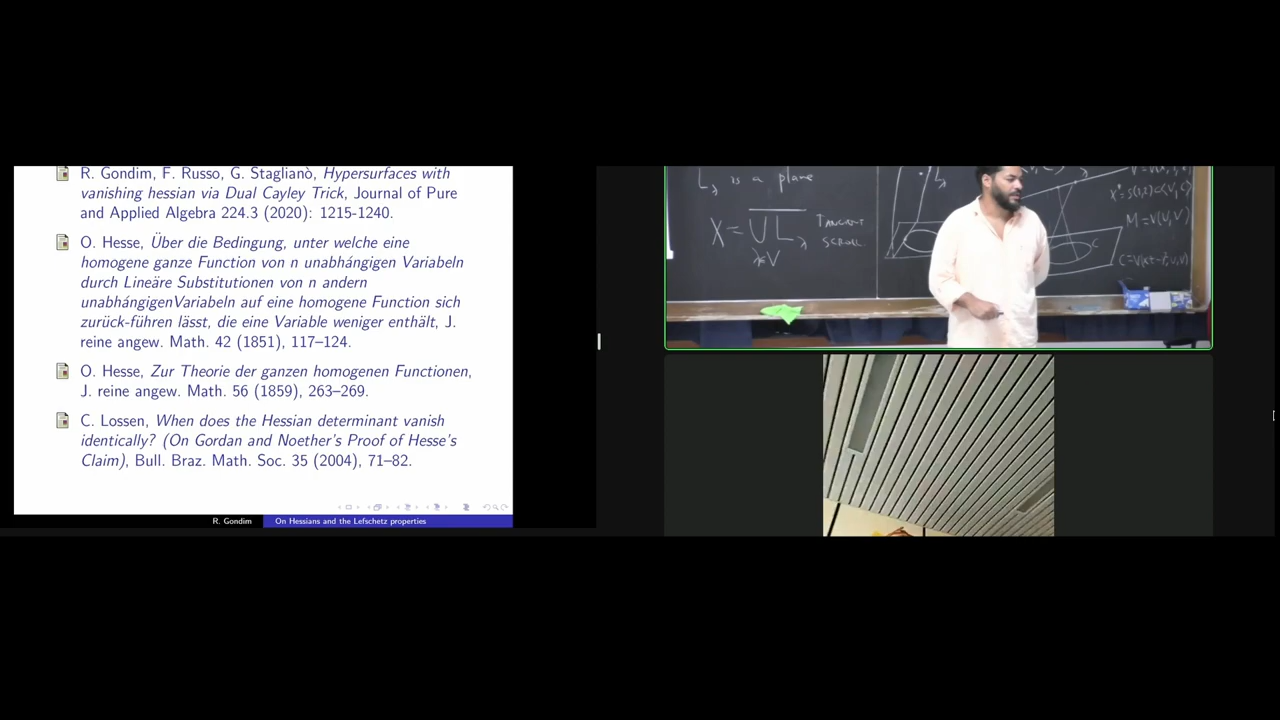 R. Gondim, F. Russo, G. Staglianò, Hypersurfaces with
vanishing hessian via Dual Cayley Trick, Journal of Pure
and Applied Algebra 224.3 (2020): 1215-1240.
O. Hesse, Über die Bedingung, unter welche eine
homogene ganze Function von n unabhángigen Variabeln
durch Lineäre Substitutionen von n andern
unabhángigenVariabeln auf eine homogene Function sich
zurück-führen lässt, die eine Variable weniger enthält, J.
reine angew. Math. 42 (1851), 117–124.
O. Hesse, Zur Theorie der ganzen homogenen Functionen,
J. reine angew. Math. 56 (1859), 263–269.
C. Lossen, When does the Hessian determinant vanish
identically? (On Gordan and Noether's Proof of Hesse's
Claim), Bull. Braz. Math. Soc. 35 (2004), 71–82.
R. Gondim On Hessians and the Lefschetz properties
L_λ is a plane
X = ∪ L_λ
λ∈V
TANGENT
SCROLL.
L_λ
M = V(U,V)
C